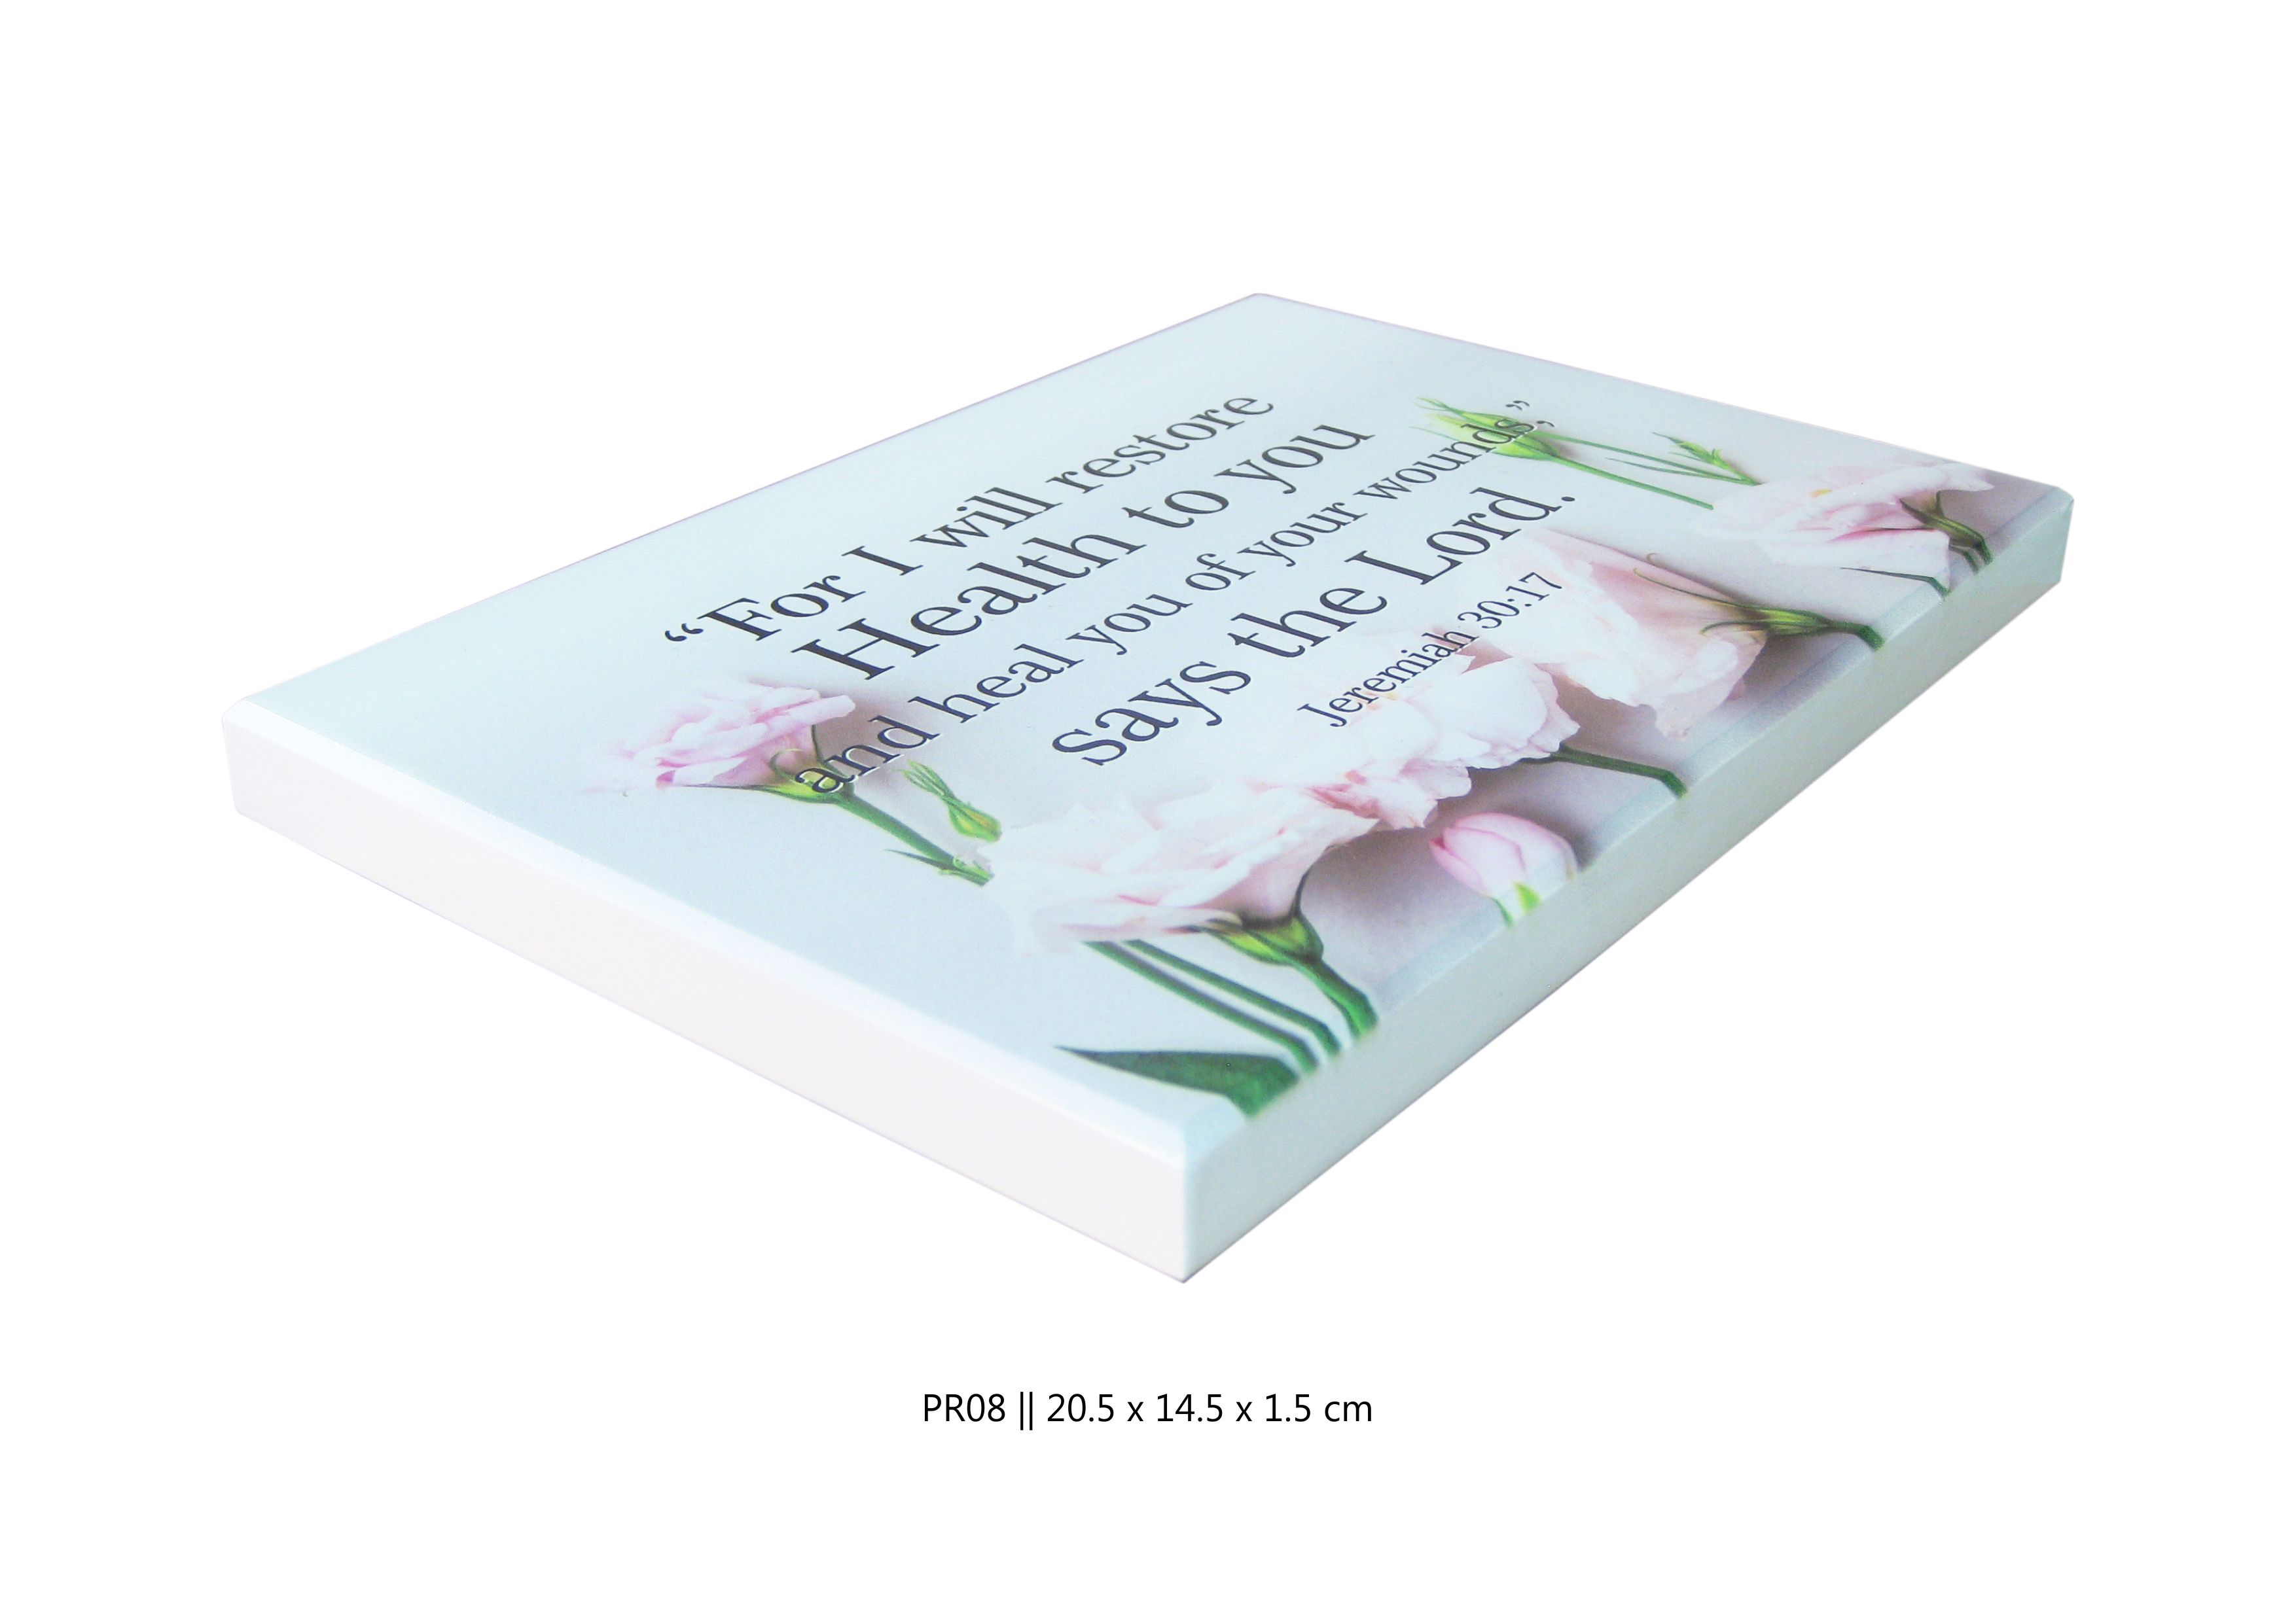 “For I will restore
Health to you
and heal you of your wounds,”
says the Lord.
Jeremiah 30:17
PR08 || 20.5 x 14.5 x 1.5 cm